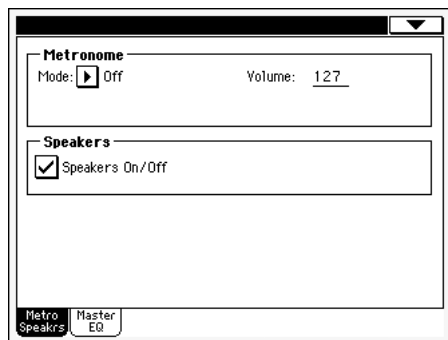 Metronome
Mode: Off Volume: 127
Speakers
Speakers On/Off
Metro Speakrs
Master EQ